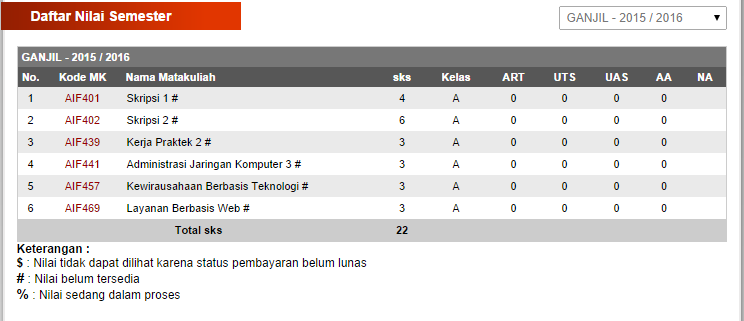 Daftar Nilai Semester
GANJIL - 2015 / 2016
GANJIL - 2015 / 2016
No. Kode MK Nama Matakuliah sks Kelas ART UTS UAS AA NA
1 AIF401 Skripsi 1 # 4 A 0 0 0 0
2 AIF402 Skripsi 2 # 6 A 0 0 0 0
3 AIF439 Kerja Praktek 2 # 3 A 0 0 0 0
4 AIF441 Administrasi Jaringan Komputer 3 # 3 A 0 0 0 0
5 AIF457 Kewirausahaan Berbasis Teknologi # 3 A 0 0 0 0
6 AIF469 Layanan Berbasis Web # 3 A 0 0 0 0
Total sks 22
Keterangan :
$ : Nilai tidak dapat dilihat karena status pembayaran belum lunas
# : Nilai belum tersedia
% : Nilai sedang dalam proses